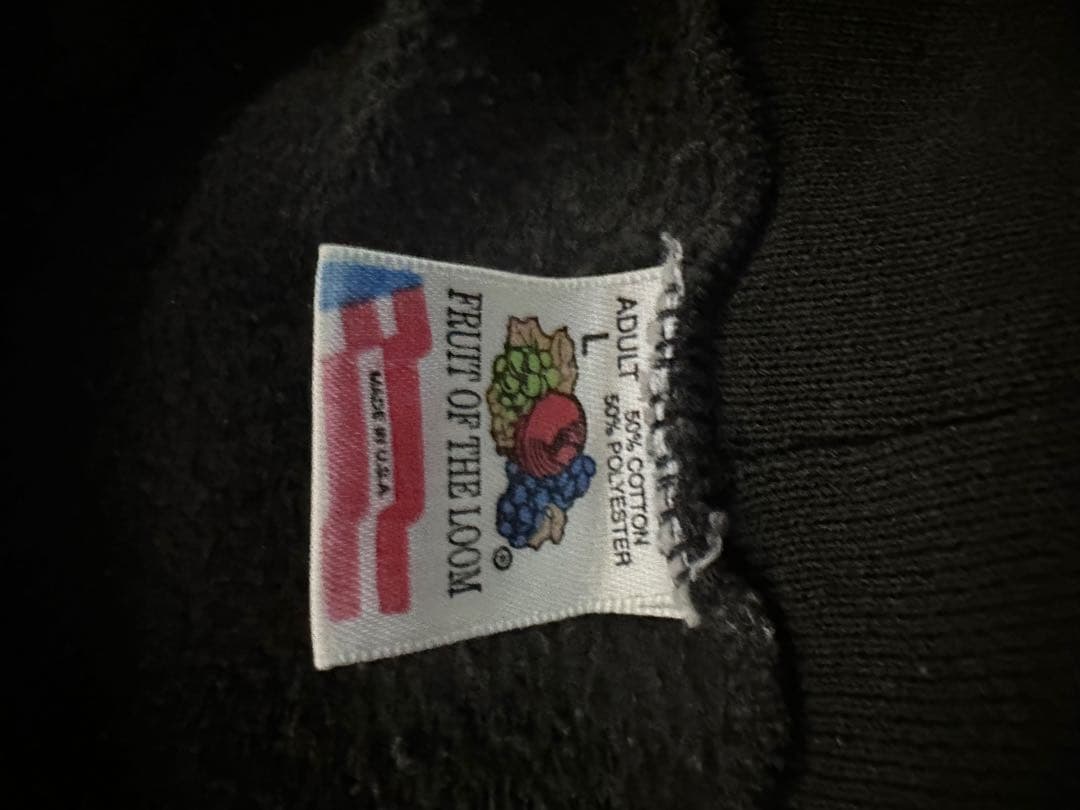 ADULT 50% COTTON
L 50% POLYESTER
®
FRUIT OF THE LOOM
MADE IN U.S.A